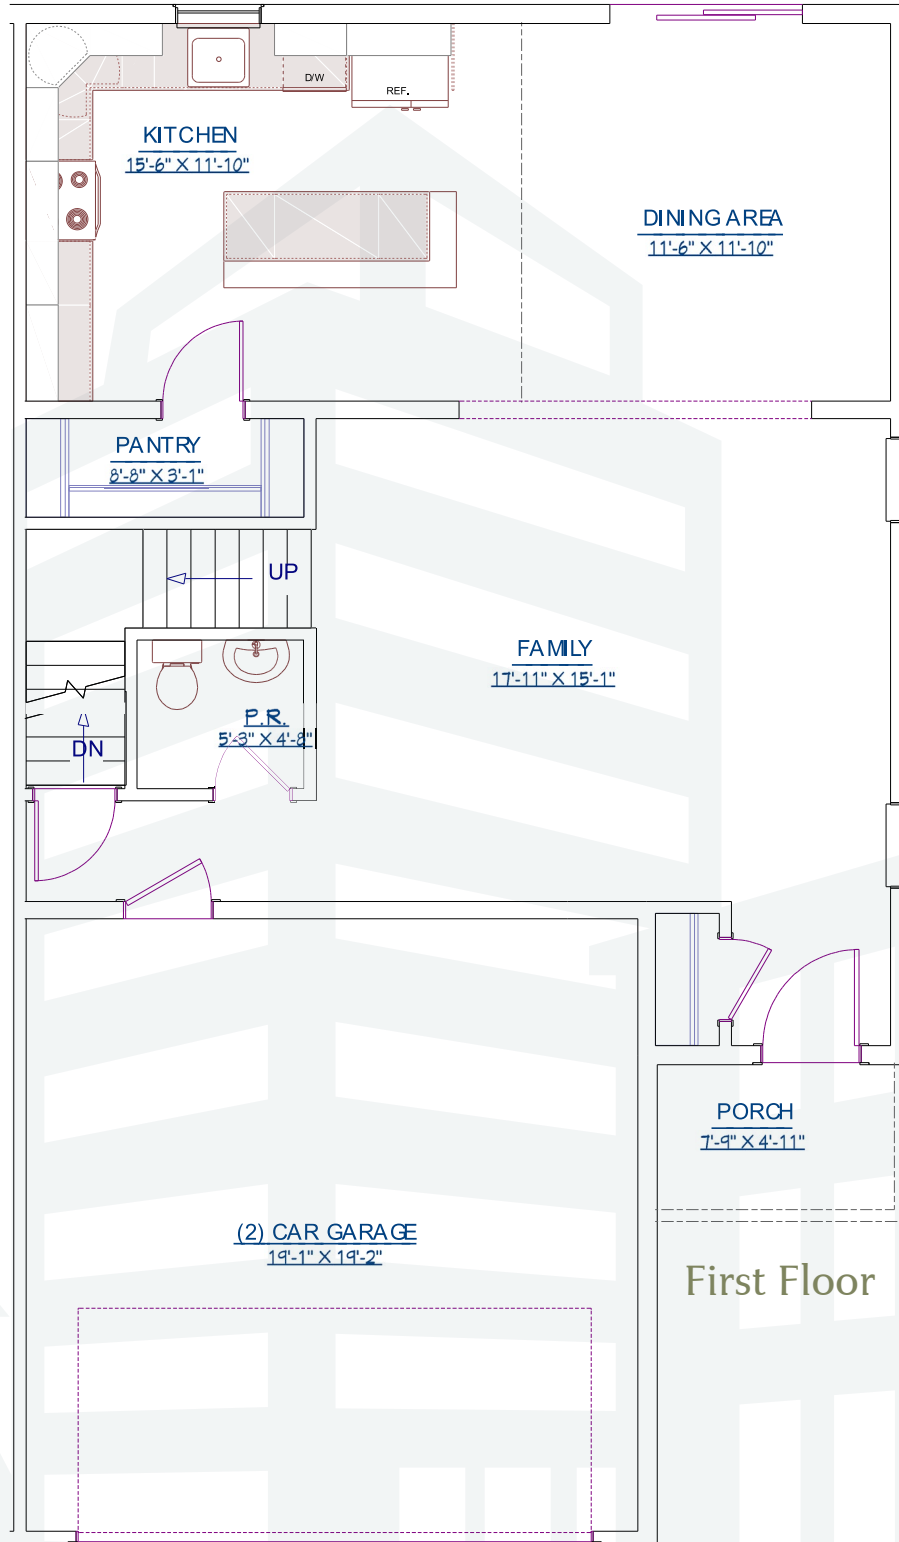 D/W
REF.
KITCHEN
15'-6" X 11'-10"
DINING AREA
11'-6" X 11'-10"
PANTRY
8'-8" X 3'-1"
UP
FAMILY
17'-11" X 15'-1"
P.R.
5'-3" X 4'-8"
DN
PORCH
7'-9" X 4'-11"
(2) CAR GARAGE
19'-1" X 19'-2"
First Floor